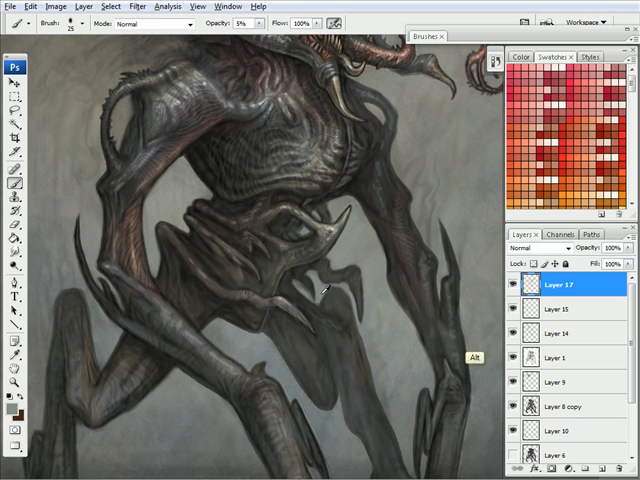 File Edit Image Layer Select Filter Analysis View Window Help
Brush: 25 Mode: Normal Opacity: 5% Flow: 100% Workspace
Brushes ×
Ps
Color Swatches × Styles
Layers × Channels Paths
Normal Opacity: 100%
Lock: Fill: 100%
Layer 17
Layer 15
Layer 14
Layer 1
Alt
Layer 9
Layer 8 copy
Layer 10
Layer 6